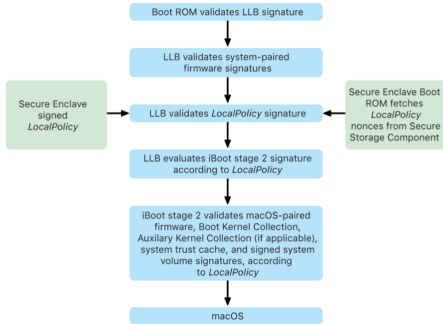 Boot ROM validates LLB signature
LLB validates system-paired
firmware signatures
Secure Enclave
signed
LocalPolicy
LLB validates LocalPolicy signature
Secure Enclave Boot
ROM fetches
LocalPolicy
nonces from Secure
Storage Component
LLB evaluates iBoot stage 2 signature
according to LocalPolicy
iBoot stage 2 validates macOS-paired
firmware, Boot Kernel Collection,
Auxilary Kernel Collection (if applicable),
system trust cache, and signed system
volume signatures, according
to LocalPolicy
macOS